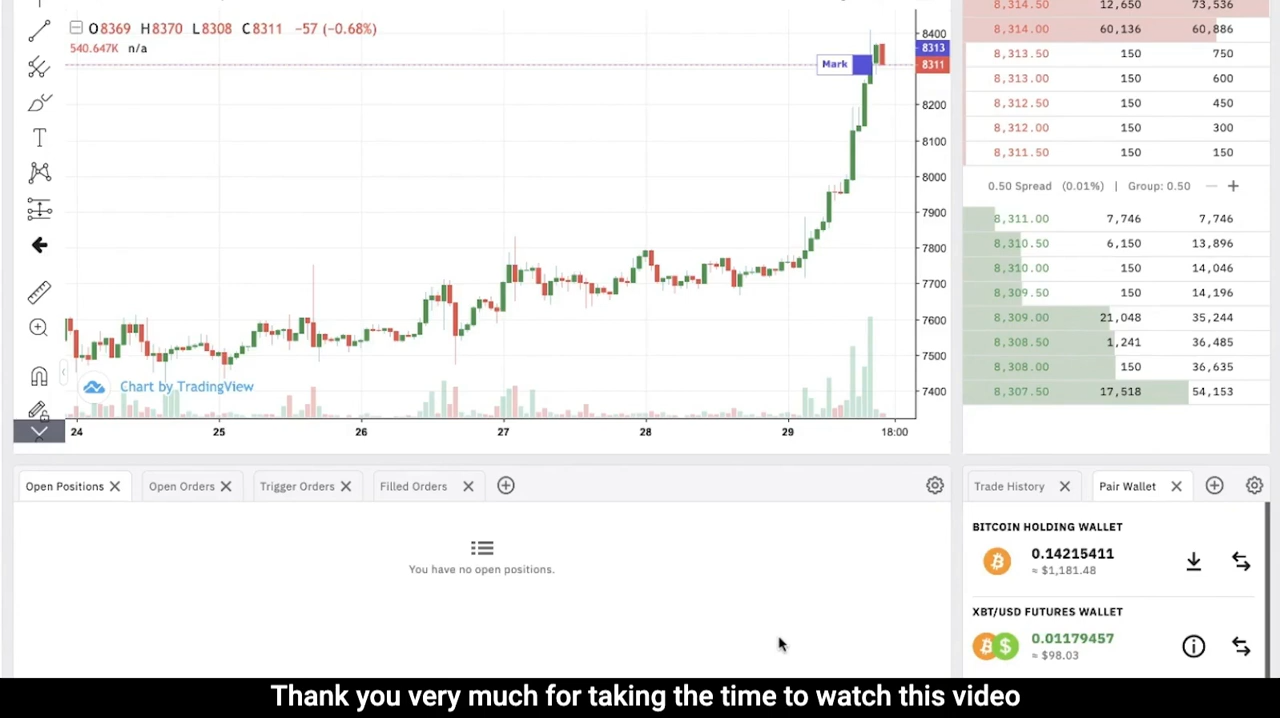 O8369 H8370 L8308 C8311 −57 (−0.68%)
540.647K n/a
Mark
8400
8313
8311
8200
8100
8000
7900
7800
7700
7600
7500
7400
Chart by TradingView
24 25 26 27 28 29 18:00
8,314.50 12,650 73,536
8,314.00 60,136 60,886
8,313.50 150 750
8,313.00 150 600
8,312.50 150 450
8,312.00 150 300
8,311.50 150 150
0.50 Spread (0.01%) | Group: 0.50 − +
8,311.00 7,746 7,746
8,310.50 6,150 13,896
8,310.00 150 14,046
8,309.50 150 14,196
8,309.00 21,048 35,244
8,308.50 1,241 36,485
8,308.00 150 36,635
8,307.50 17,518 54,153
Open Positions Open Orders Trigger Orders Filled Orders
You have no open positions.
Trade History Pair Wallet
BITCOIN HOLDING WALLET
0.14215411
≈ $1,181.48
XBT/USD FUTURES WALLET
0.01179457
≈ $98.03
Thank you very much for taking the time to watch this video